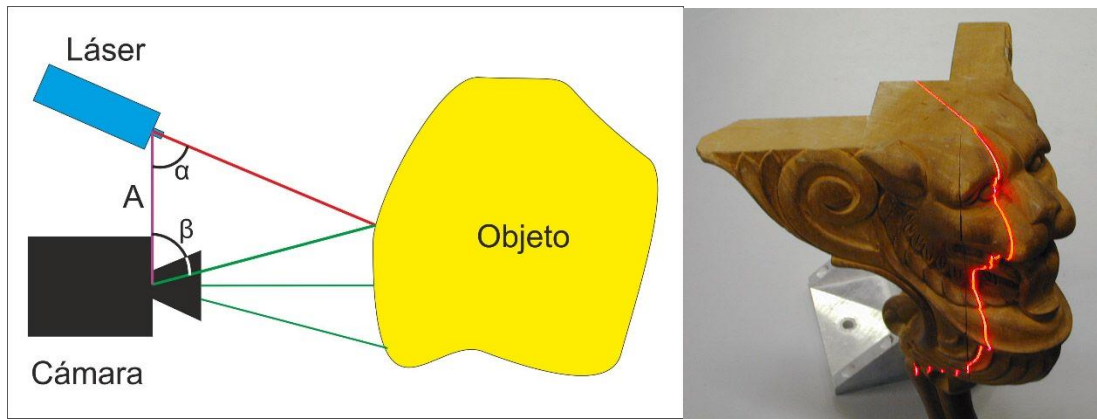 Láser
α
A
β
Objeto
Cámara